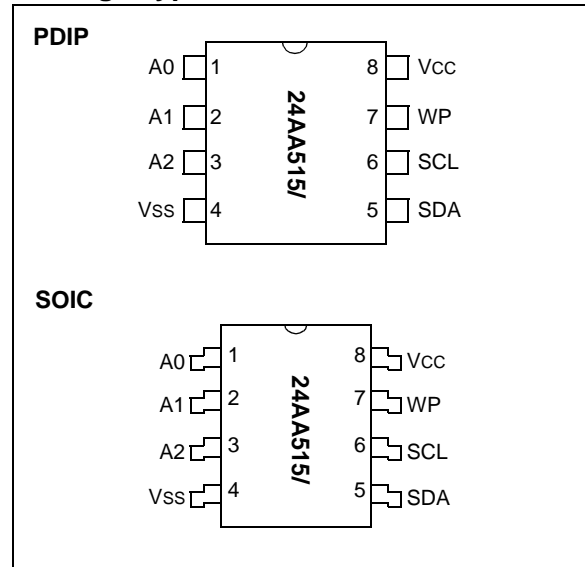 PDIP
A0 1 8 VCC
A1 2 7 WP
A2 3 6 SCL
VSS 4 5 SDA
24AA515/
SOIC
A0 1 8 VCC
A1 2 7 WP
A2 3 6 SCL
VSS 4 5 SDA
24AA515/